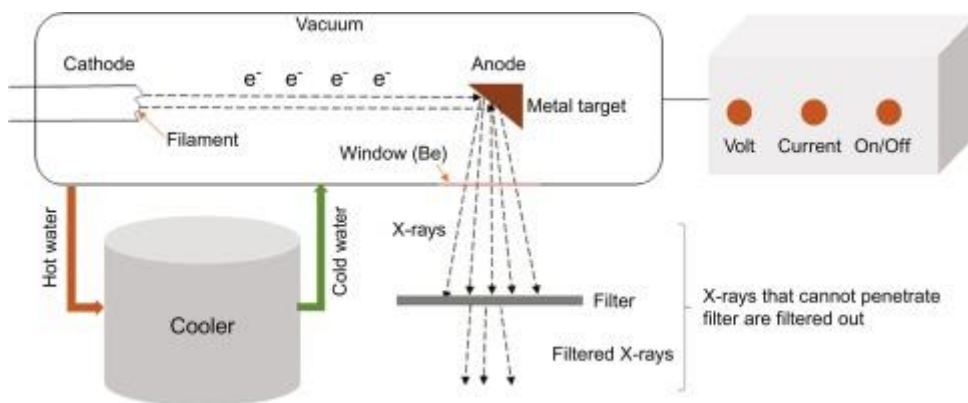 Vacuum
Cathode
e⁻ e⁻ e⁻ e⁻
Anode
Metal target
Filament
Window (Be)
Volt Current On/Off
Hot water
Cold water
X-rays
Cooler
Filter
Filtered X-rays
X-rays that cannot penetrate
filter are filtered out